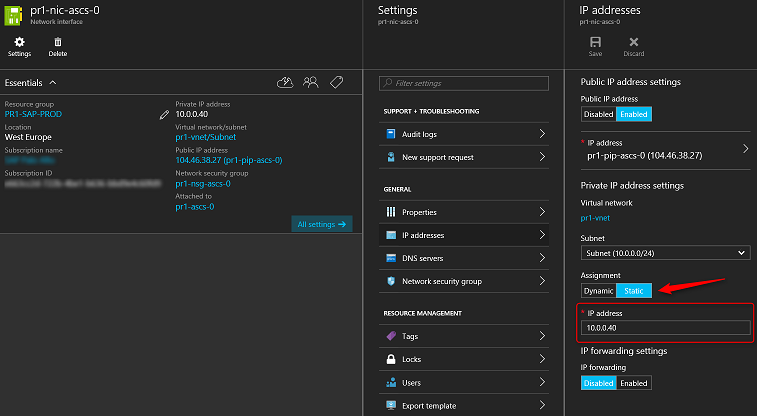 pr1-nic-ascs-0
Network interface
Settings
Delete
Essentials
Resource group
PR1-SAP-PROD
Location
West Europe
Subscription name
Subscription ID
Private IP address
10.0.0.40
Virtual network/subnet
pr1-vnet/Subnet
Public IP address
104.46.38.27 (pr1-pip-ascs-0)
Network security group
pr1-nsg-ascs-0
Attached to
pr1-ascs-0
All settings
Settings
pr1-nic-ascs-0
Filter settings
SUPPORT + TROUBLESHOOTING
Audit logs
New support request
GENERAL
Properties
IP addresses
DNS servers
Network security group
RESOURCE MANAGEMENT
Tags
Locks
Users
Export template
IP addresses
pr1-nic-ascs-0
Save
Discard
Public IP address settings
Public IP address
Disabled Enabled
* IP address
pr1-pip-ascs-0 (104.46.38.27)
Private IP address settings
Virtual network
pr1-vnet
Subnet
Subnet (10.0.0.0/24)
Assignment
Dynamic Static
* IP address
10.0.0.40
IP forwarding settings
IP forwarding
Disabled Enabled